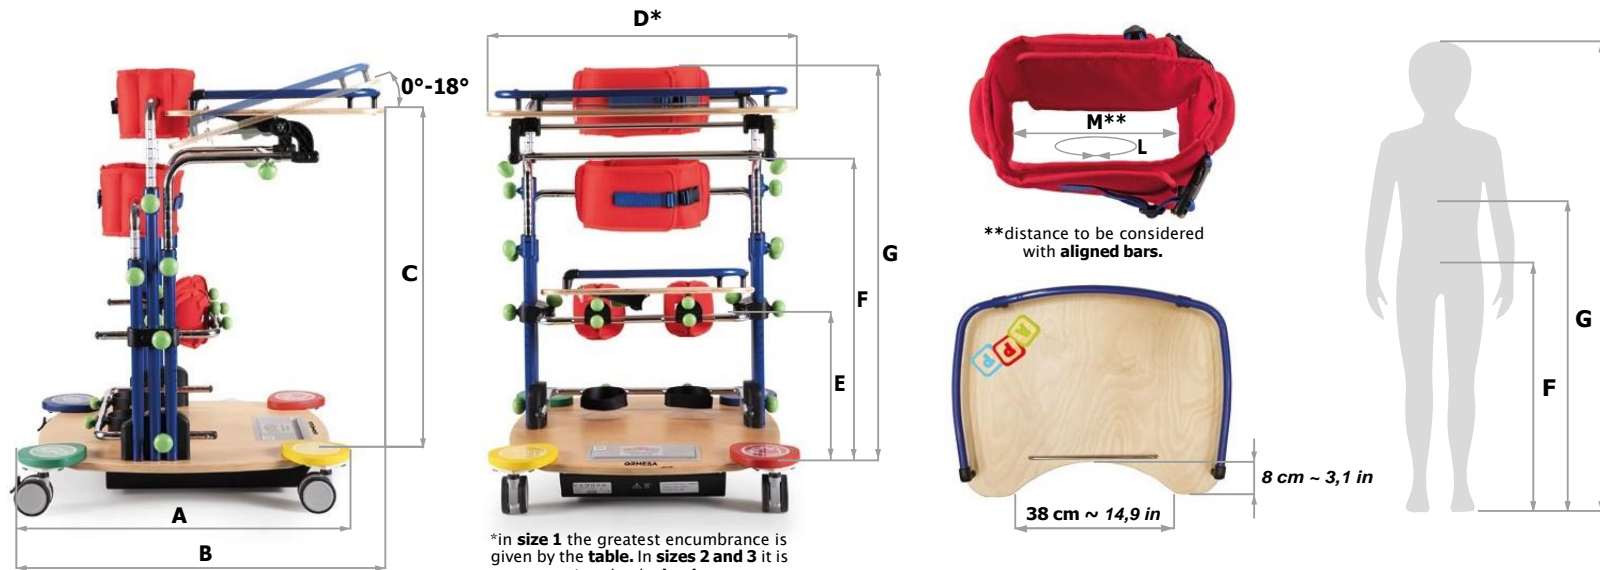 D*
0°-18°
C
A
B
G
F
E
ORMESA
*in size 1 the greatest encumbrance is
given by the table. In sizes 2 and 3 it is
M**
L
**distance to be considered
with aligned bars.
A
P
P
8 cm ~ 3,1 in
38 cm ~ 14,9 in
G
F